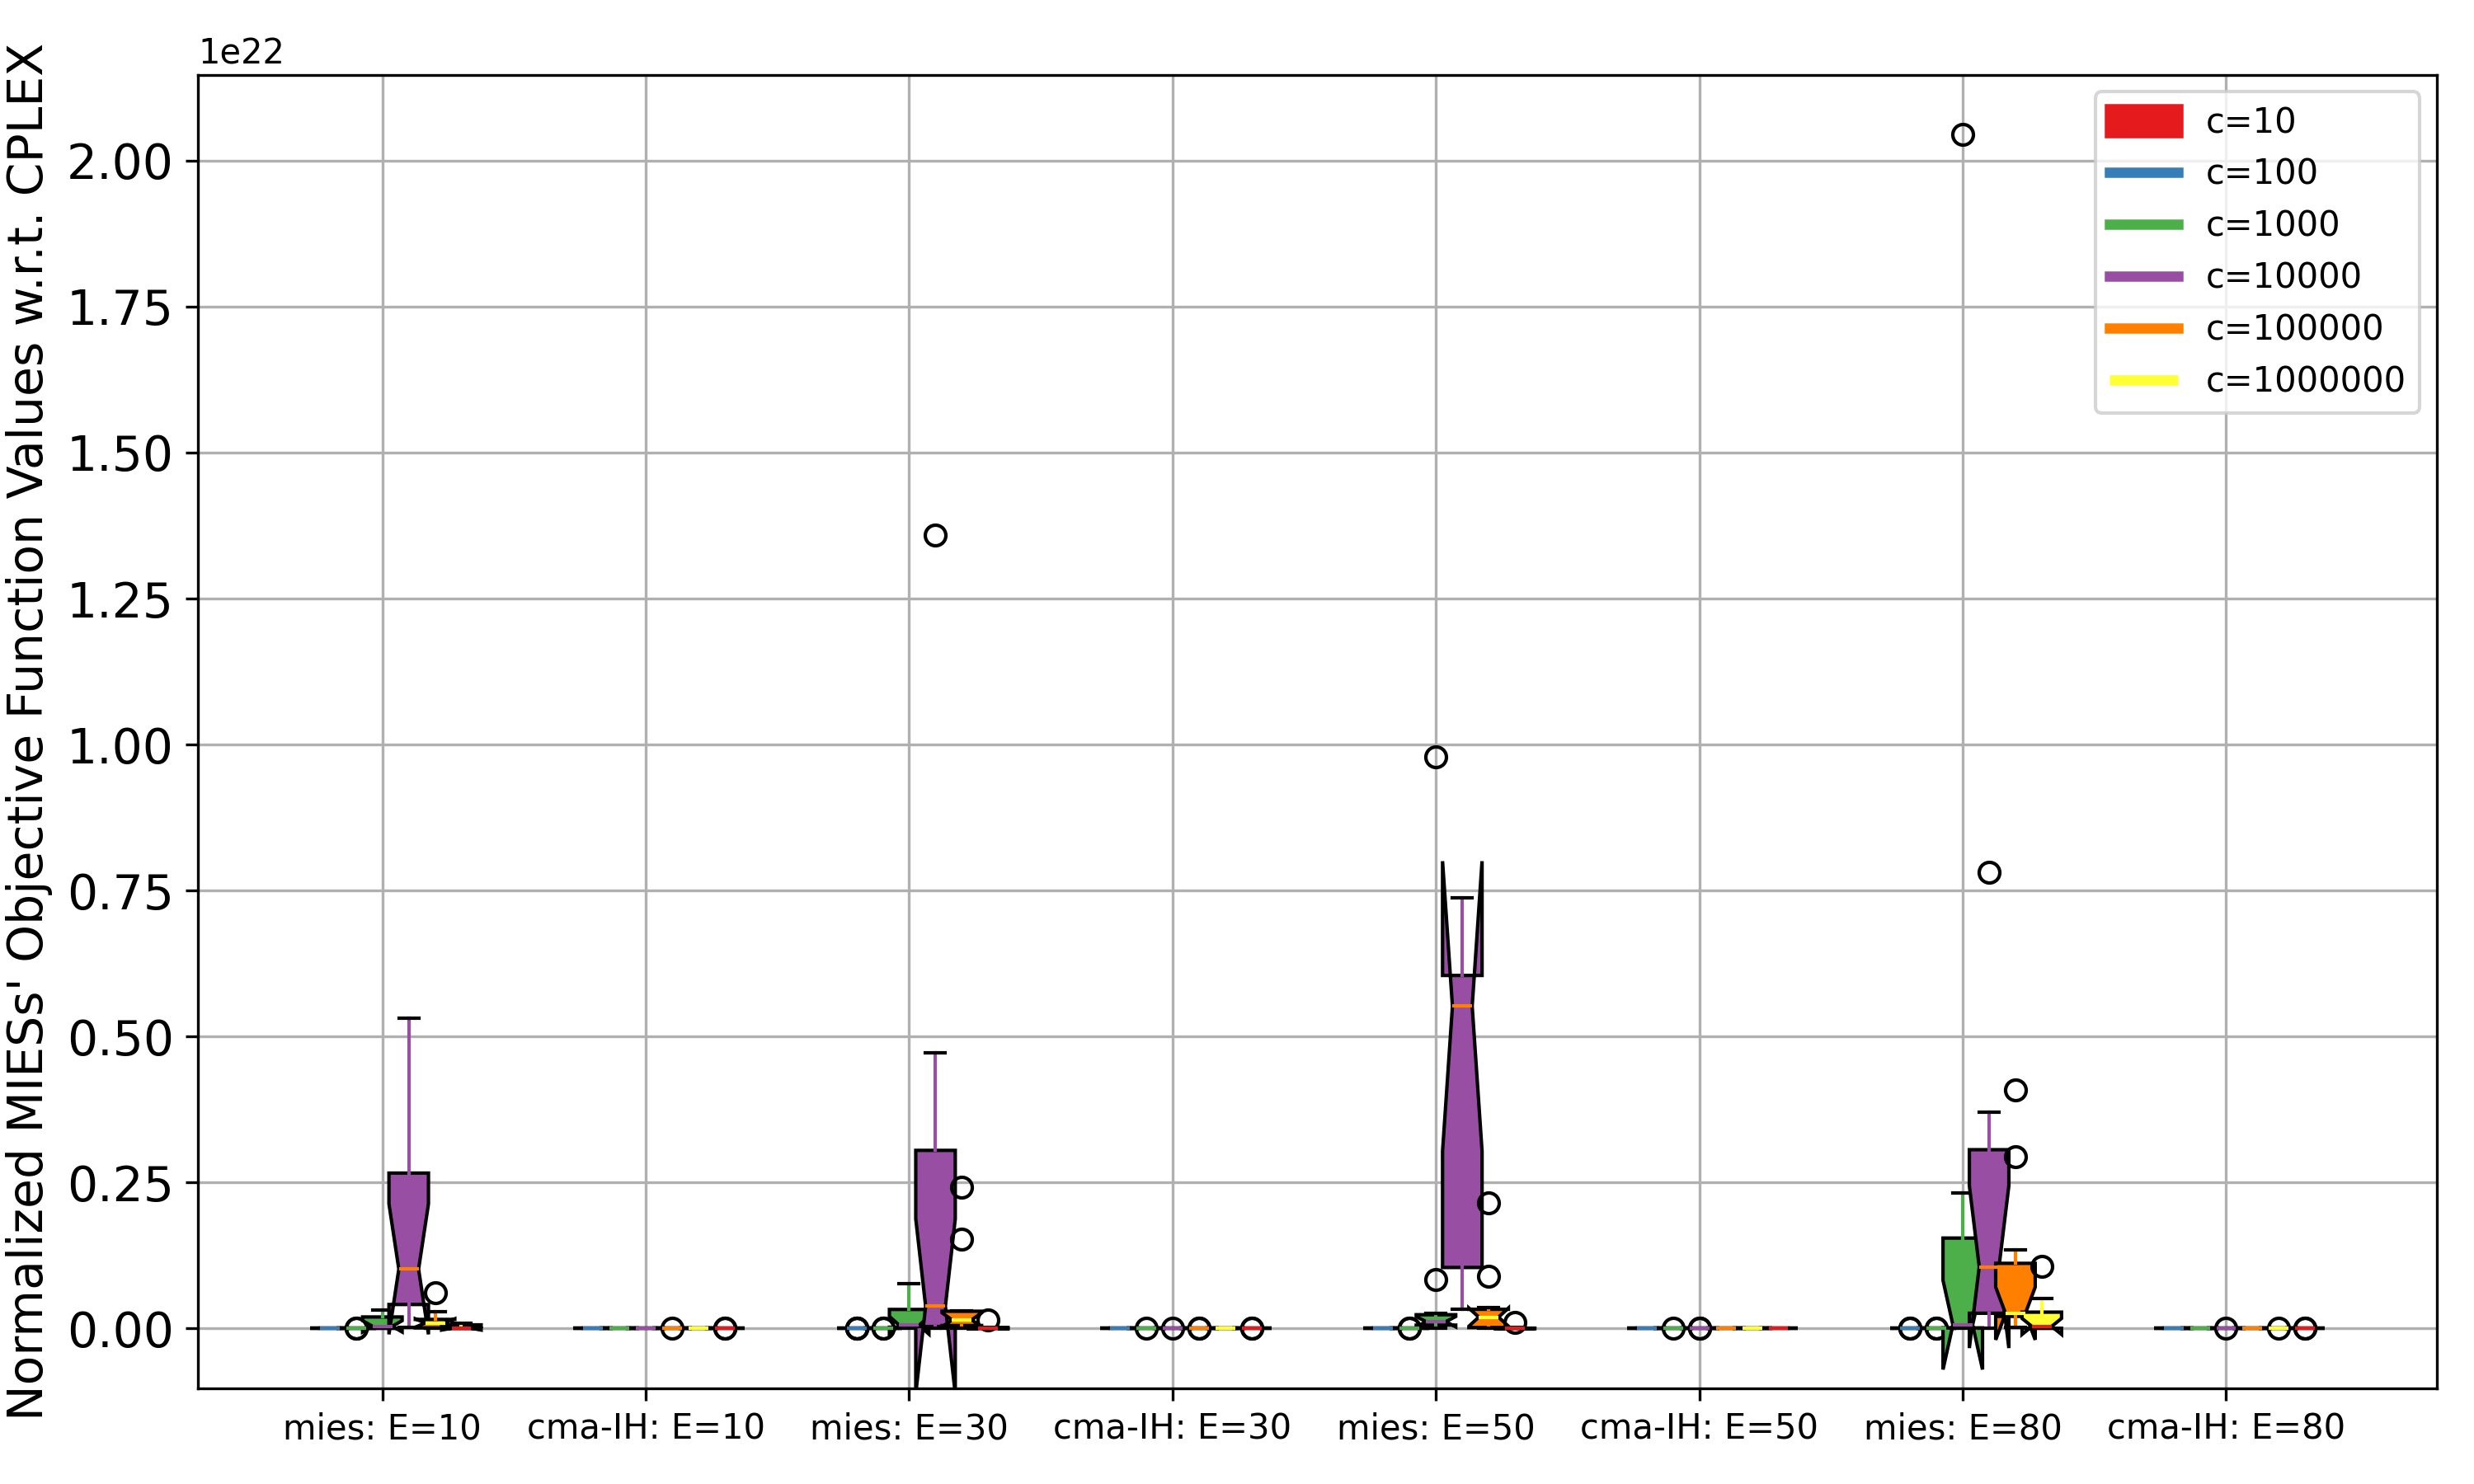 1e22
Normalized MIESs' Objective Function Values w.r.t. CPLEX
2.00
1.75
1.50
1.25
1.00
0.75
0.50
0.25
0.00
c=10
c=100
c=1000
c=10000
c=100000
c=1000000
mies: E=10 cma-IH: E=10 mies: E=30 cma-IH: E=30 mies: E=50 cma-IH: E=50 mies: E=80 cma-IH: E=80